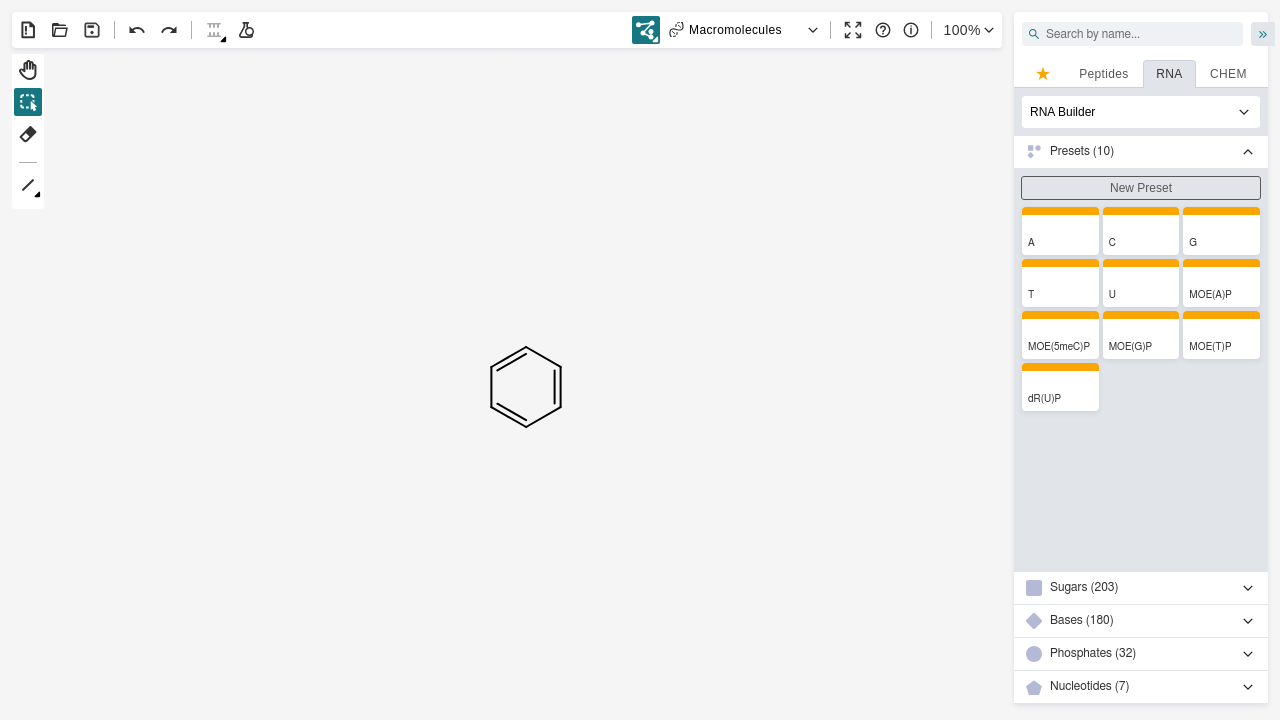 Macromolecules
100%
Search by name...
Peptides
RNA
CHEM
RNA Builder
Presets (10)
New Preset
A
C
G
T
U
MOE(A)P
MOE(5meC)P
MOE(G)P
MOE(T)P
dR(U)P
Sugars (203)
Bases (180)
Phosphates (32)
Nucleotides (7)